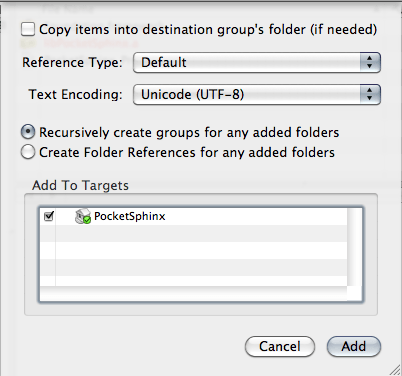 Copy items into destination group's folder (if needed)
Reference Type: Default
Text Encoding: Unicode (UTF-8)
Recursively create groups for any added folders
Create Folder References for any added folders
Add To Targets
PocketSphinx
Cancel Add